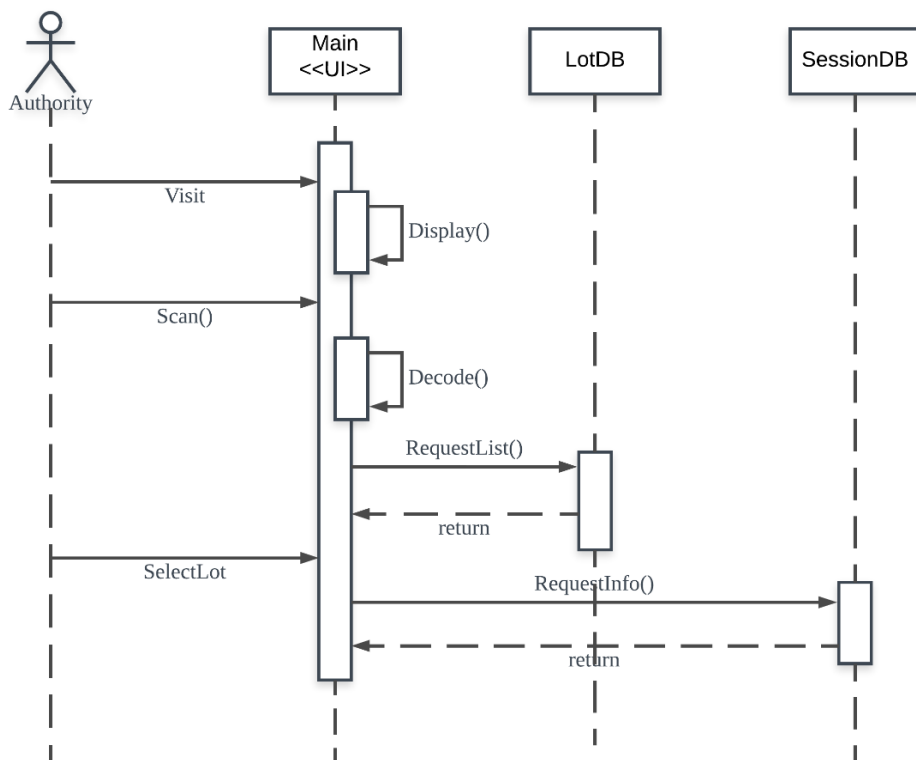 Main
<<UI>>
LotDB
SessionDB
Authority
Visit
Display()
Scan()
Decode()
RequestList()
return
SelectLot
RequestInfo()
return